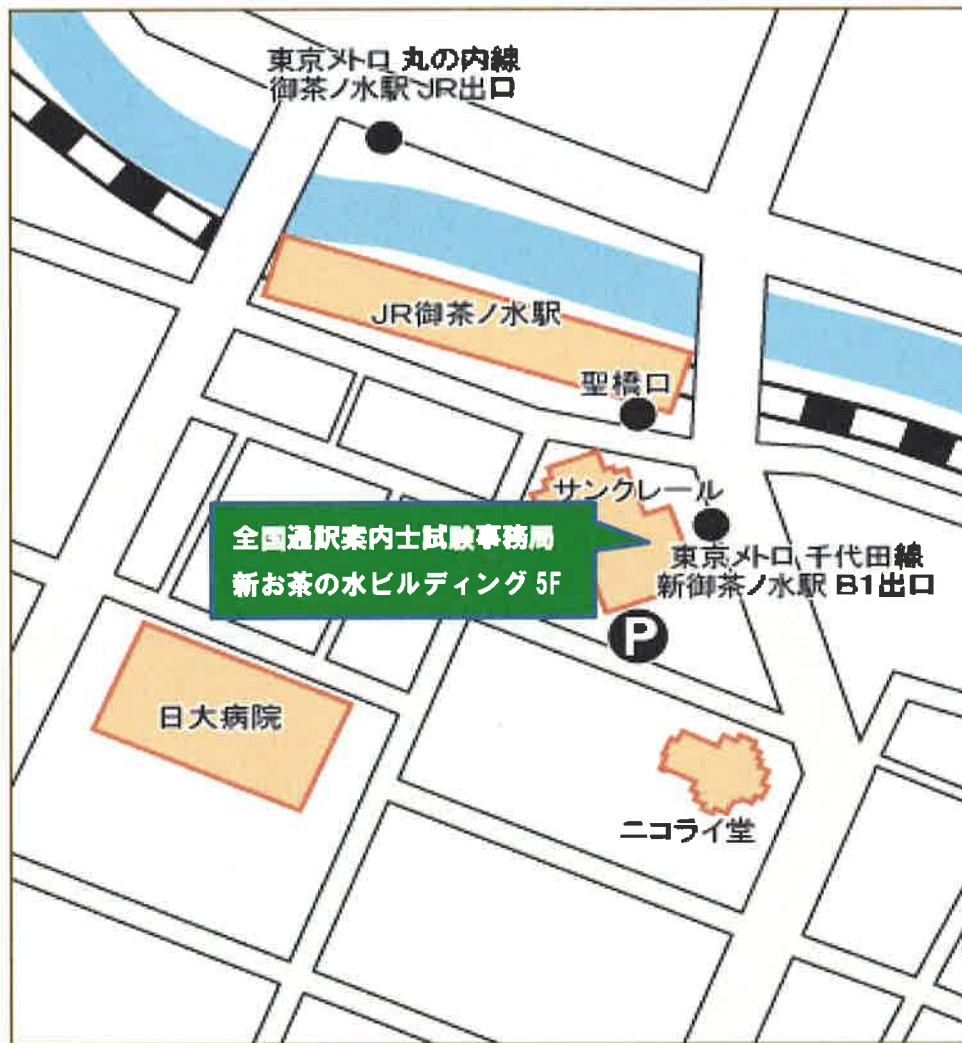 東京メトロ 丸の内線
御茶ノ水駅 JR出口
JR御茶ノ水駅
聖橋口
サンクレール
全国通訳案内士試験事務局
新お茶の水ビルディング 5F
東京メトロ 千代田線
新御茶ノ水駅 B1出口
P
日大病院
ニコライ堂